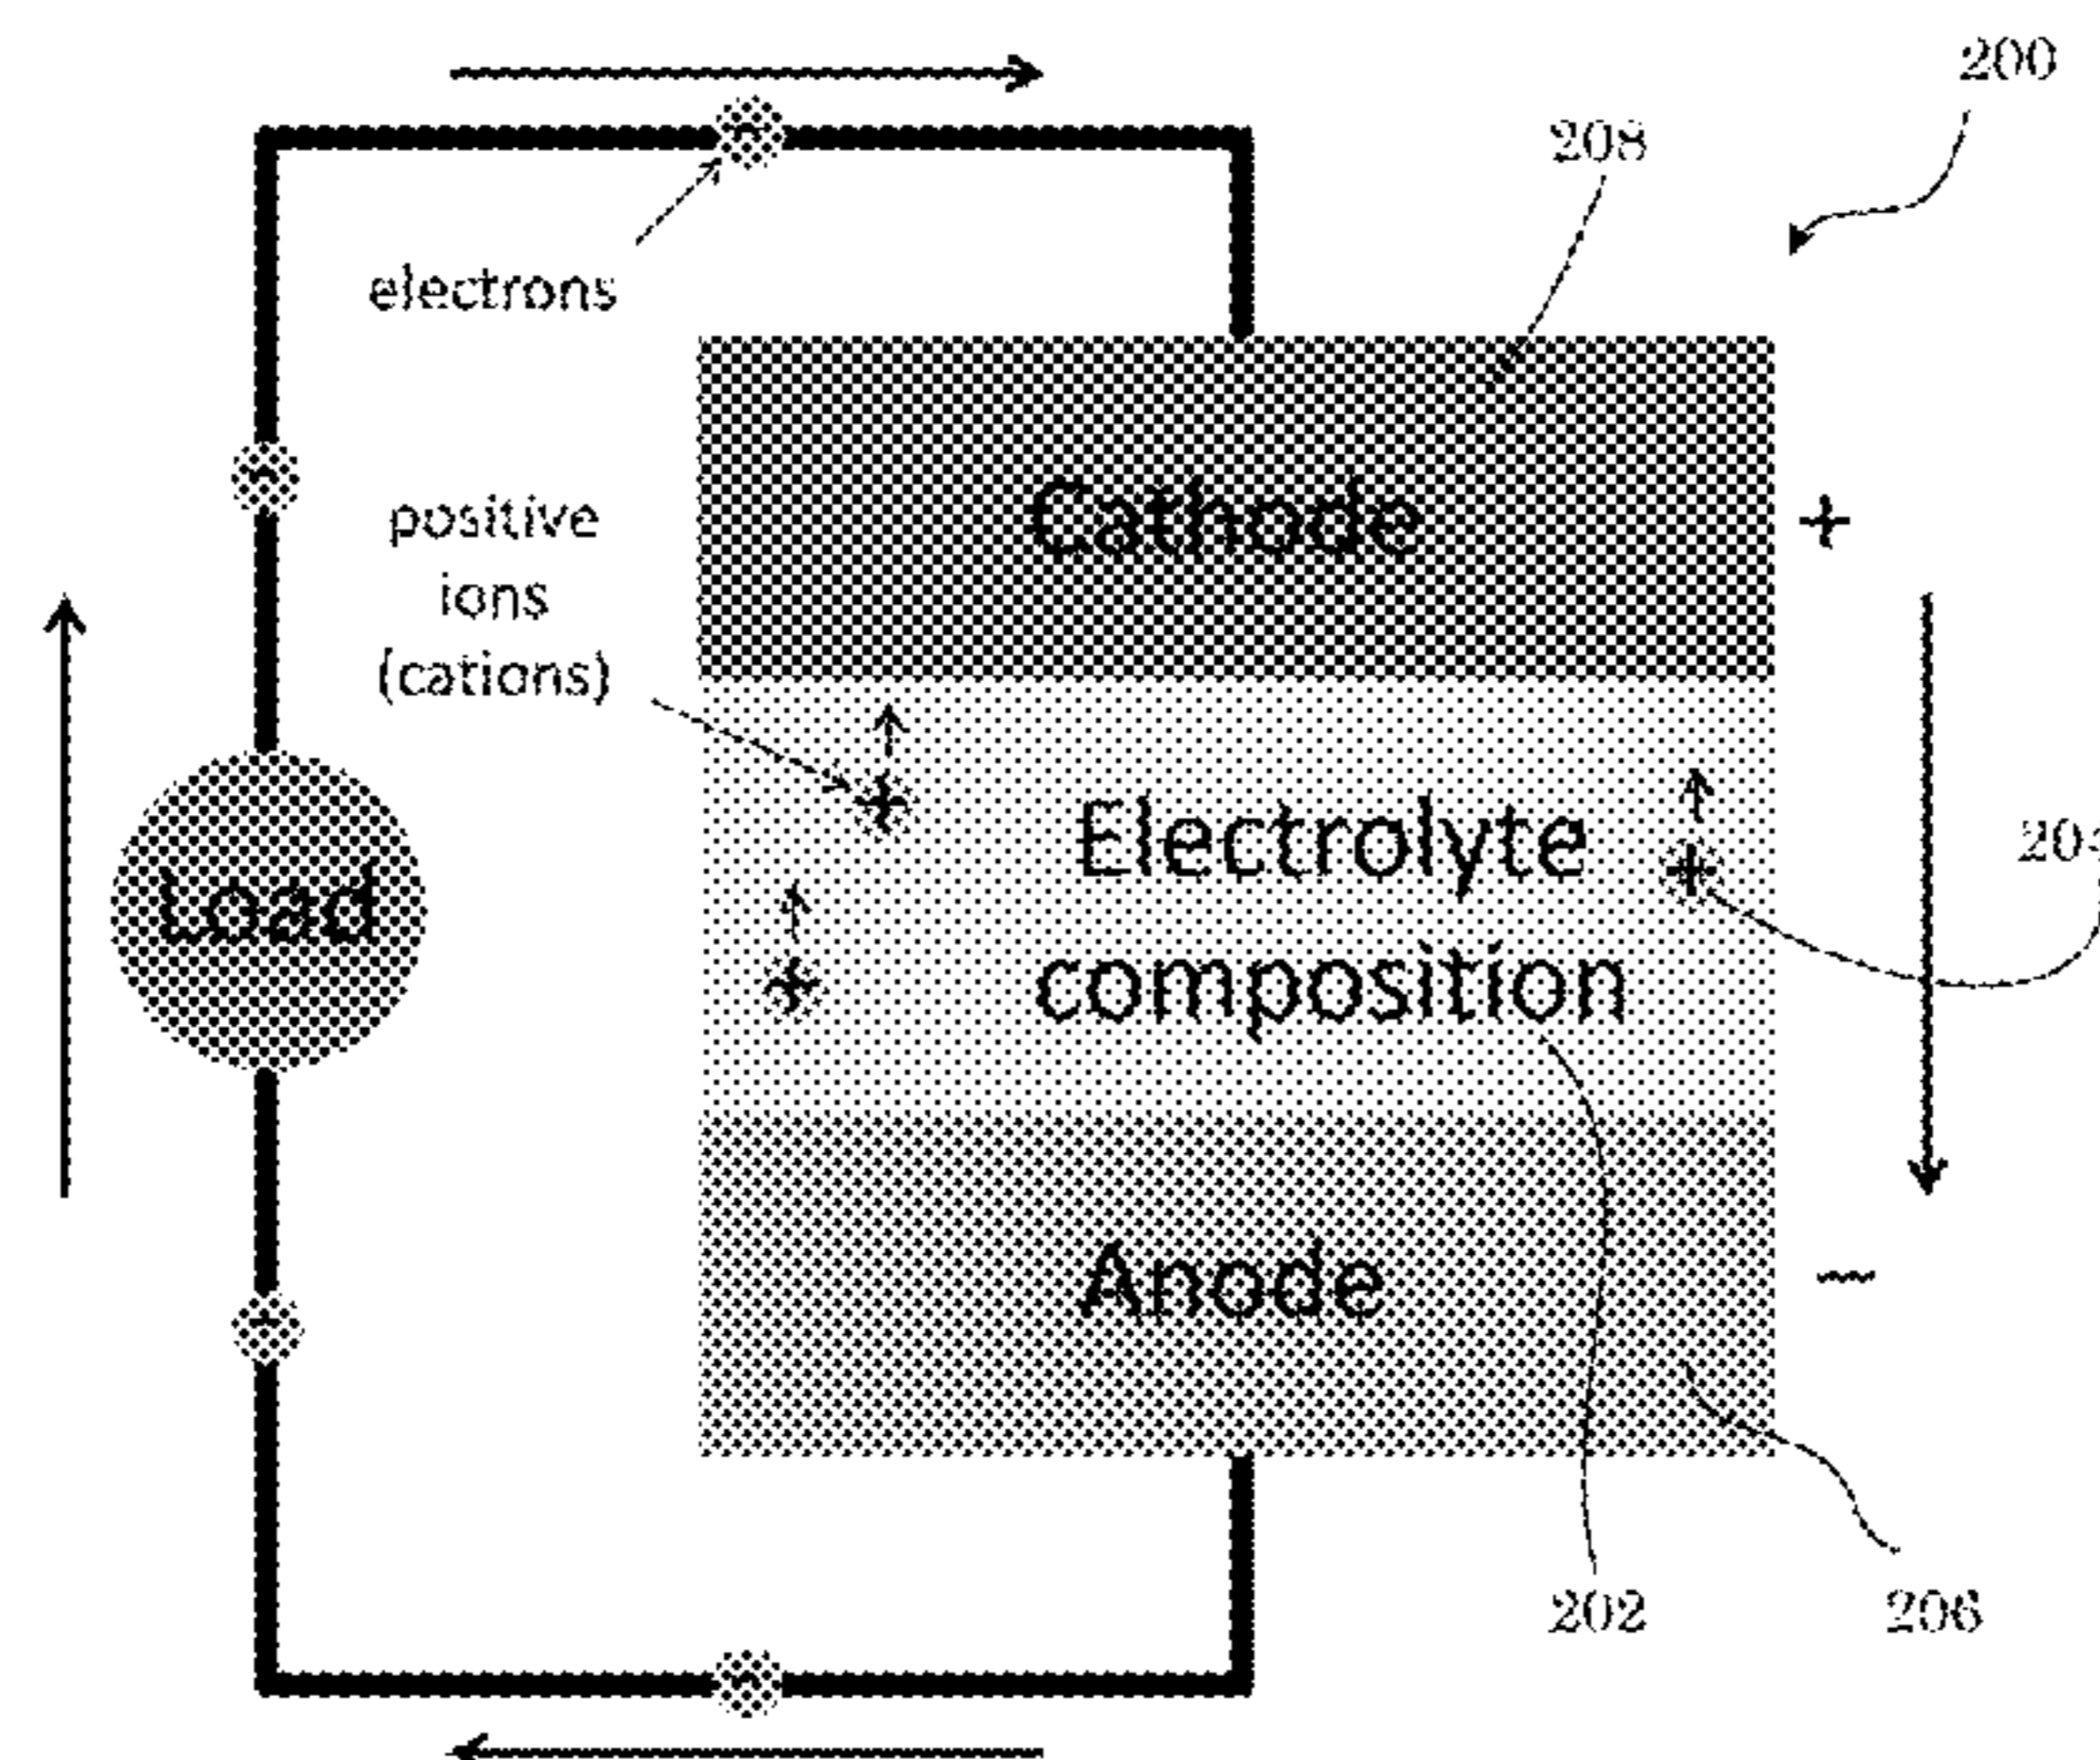 200
208
electrons
Cathode
+
positive
ions
(cations)
+
Electrolyte
+
Load
composition
+
Anode
−
202
206